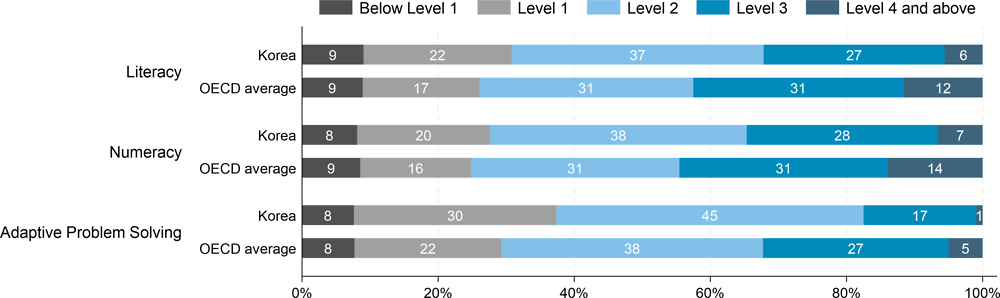 Below Level 1 Level 1 Level 2 Level 3 Level 4 and above
Literacy
Korea 9 22 37 27 6
OECD average 9 17 31 31 12
Numeracy
Korea 8 20 38 28 7
OECD average 9 16 31 31 14
Adaptive Problem Solving
Korea 8 30 45 17 1
OECD average 8 22 38 27 5
0% 20% 40% 60% 80% 100%